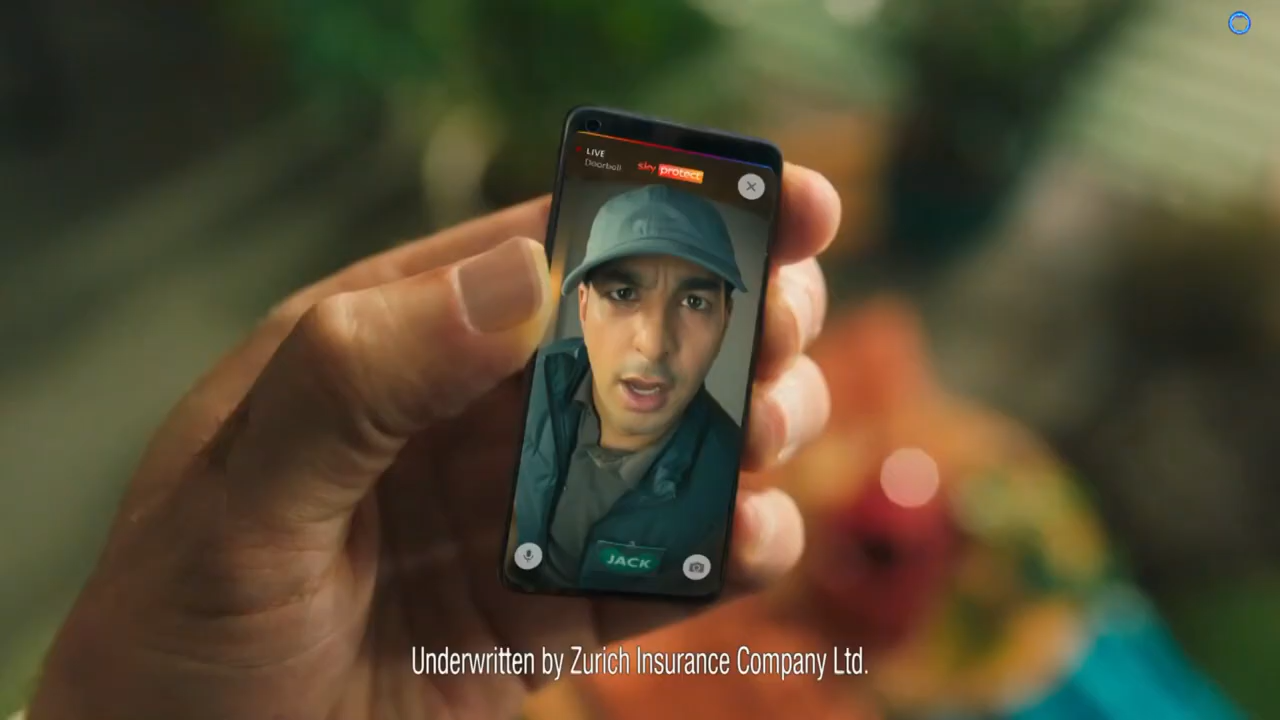 LIVE
Doorbell
sky protect
JACK
Underwritten by Zurich Insurance Company Ltd.